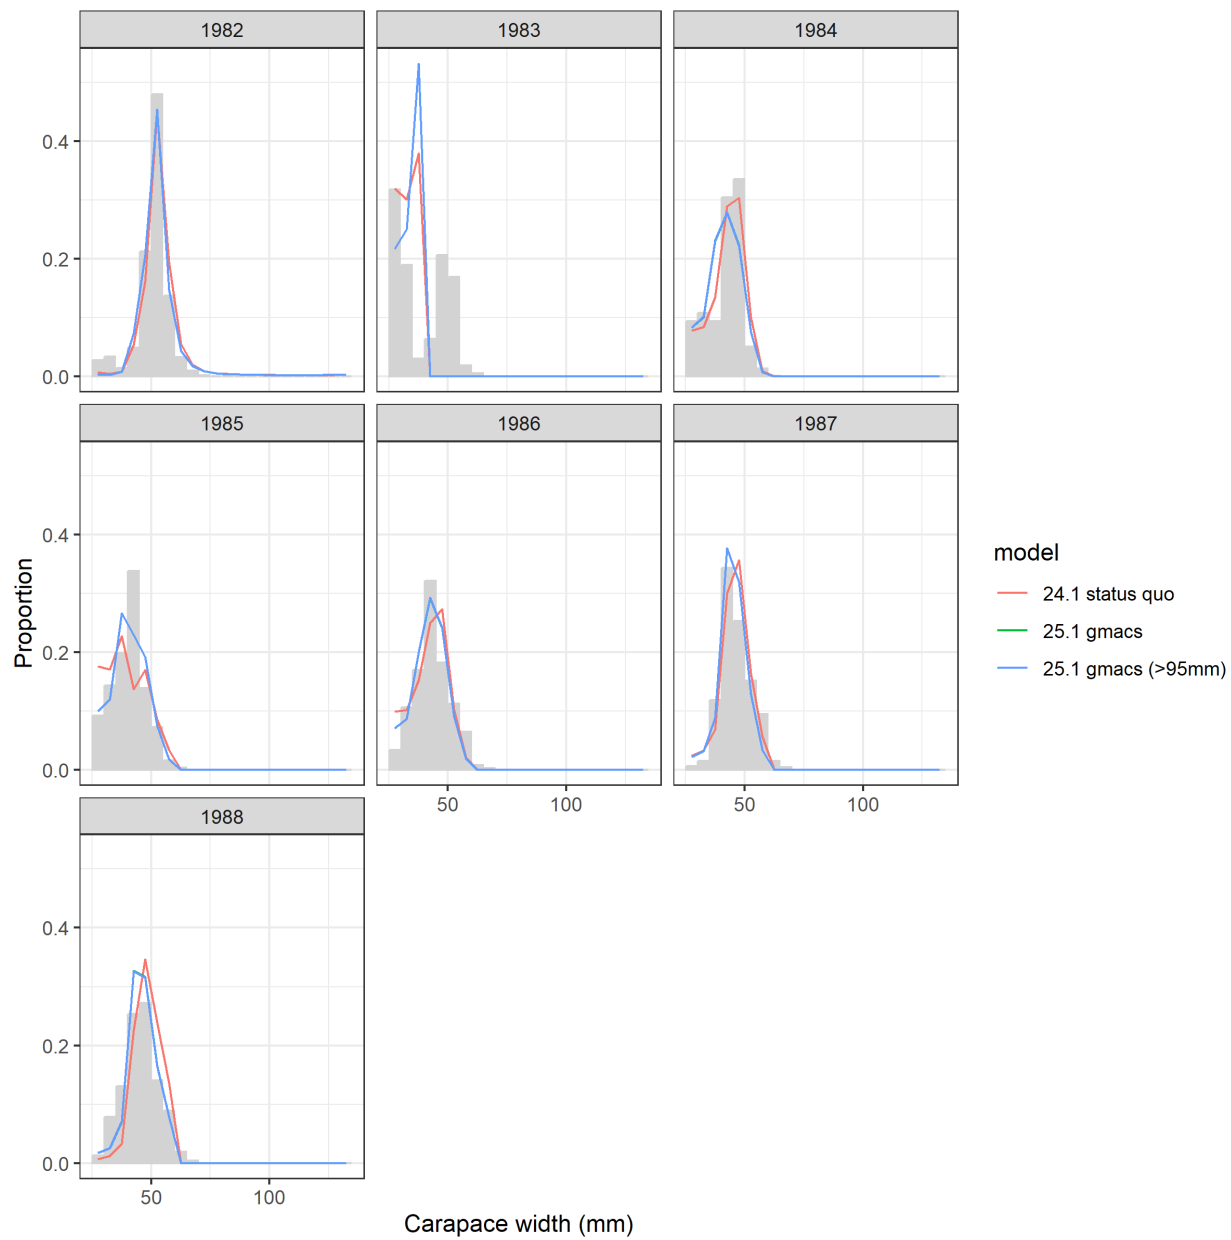 1982 1983 1984
0.4
0.2
0.0
1985 1986 1987
0.4
0.2
0.0
50 100 50 100
1988
0.4
0.2
0.0
50 100
Proportion
Carapace width (mm)
model
24.1 status quo
25.1 gmacs
25.1 gmacs (>95mm)